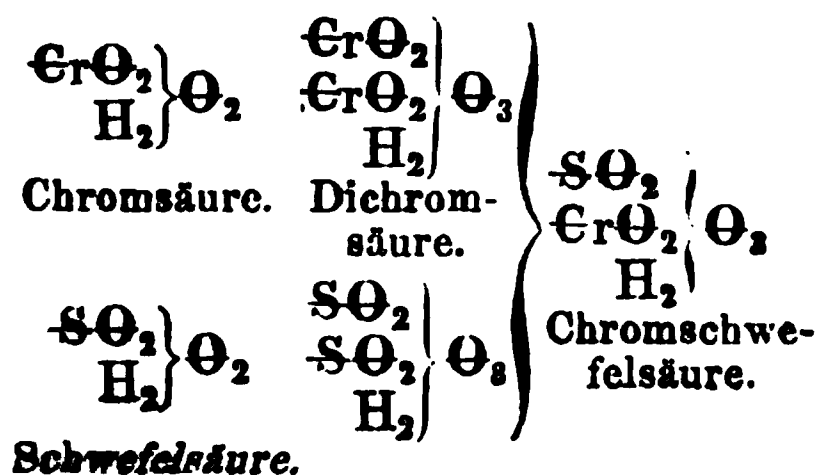 CrO₂
H₂ } O₂
Chromsäure.
CrO₂
CrO₂ } O₃
H₂
Dichrom-
säure.
SO₂
H₂ } O₂
Schwefelsäure.
SO₂
SO₂ } O₃
H₂
SO₂
CrO₂ } O₃
H₂
Chromschwe-
felsäure.